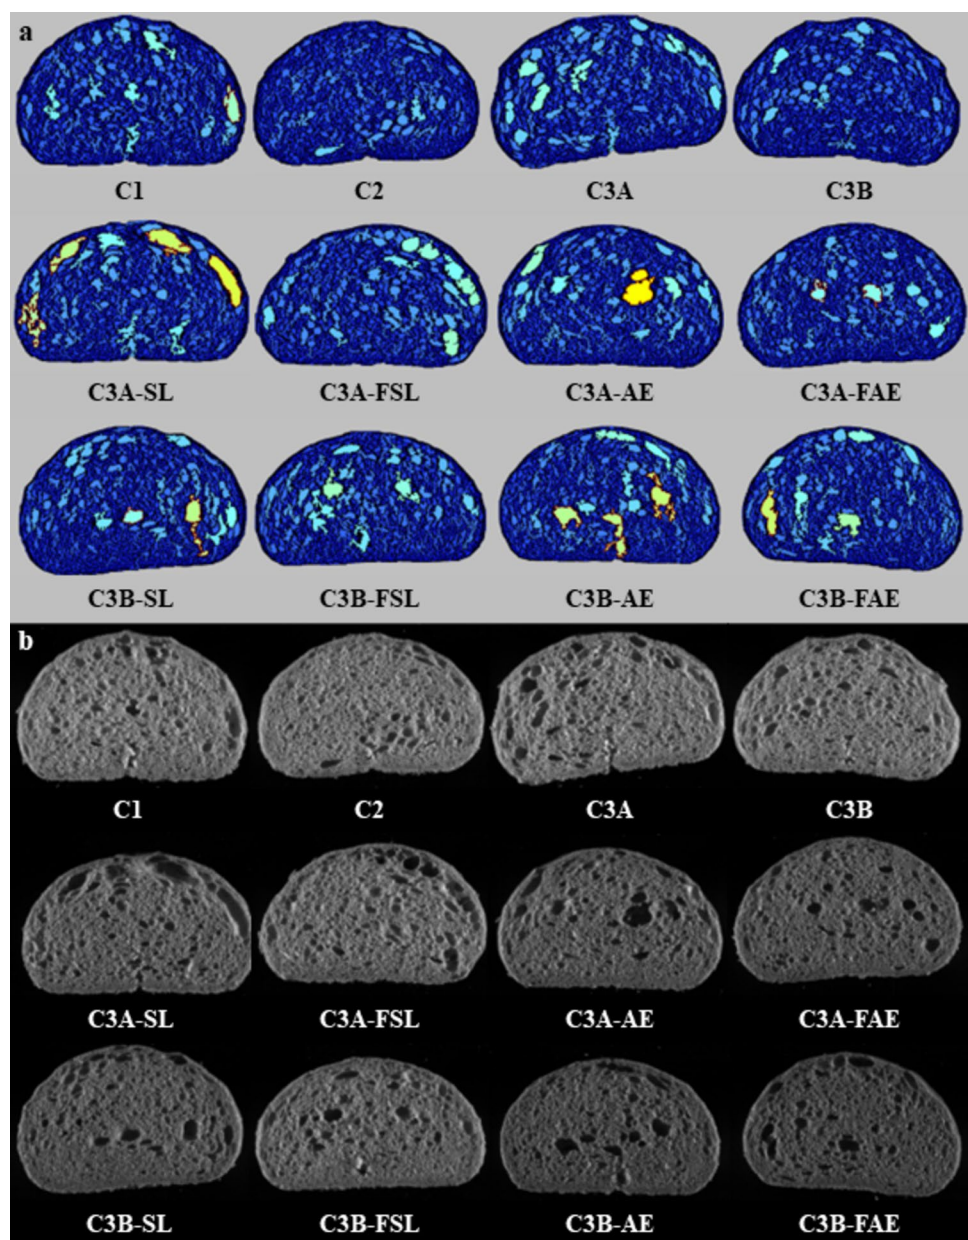 a
C1 C2 C3A C3B
C3A-SL C3A-FSL C3A-AE C3A-FAE
C3B-SL C3B-FSL C3B-AE C3B-FAE
b
C1 C2 C3A C3B
C3A-SL C3A-FSL C3A-AE C3A-FAE
C3B-SL C3B-FSL C3B-AE C3B-FAE